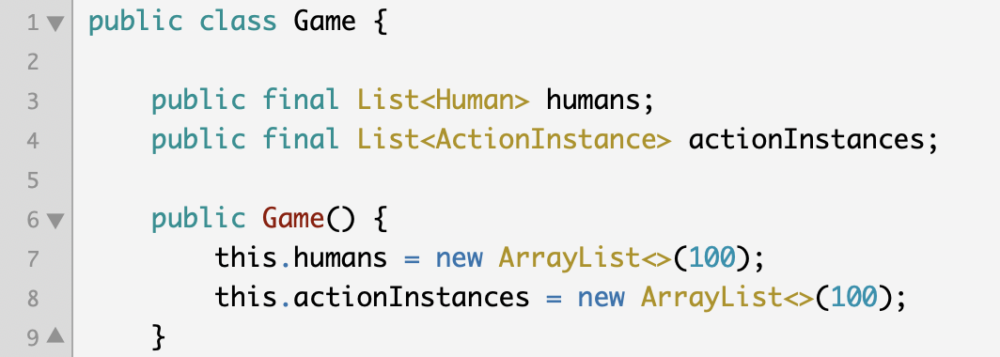 1 public class Game {
2
3 public final List<Human> humans;
4 public final List<ActionInstance> actionInstances;
5
6 public Game() {
7 this.humans = new ArrayList<>(100);
8 this.actionInstances = new ArrayList<>(100);
9 }